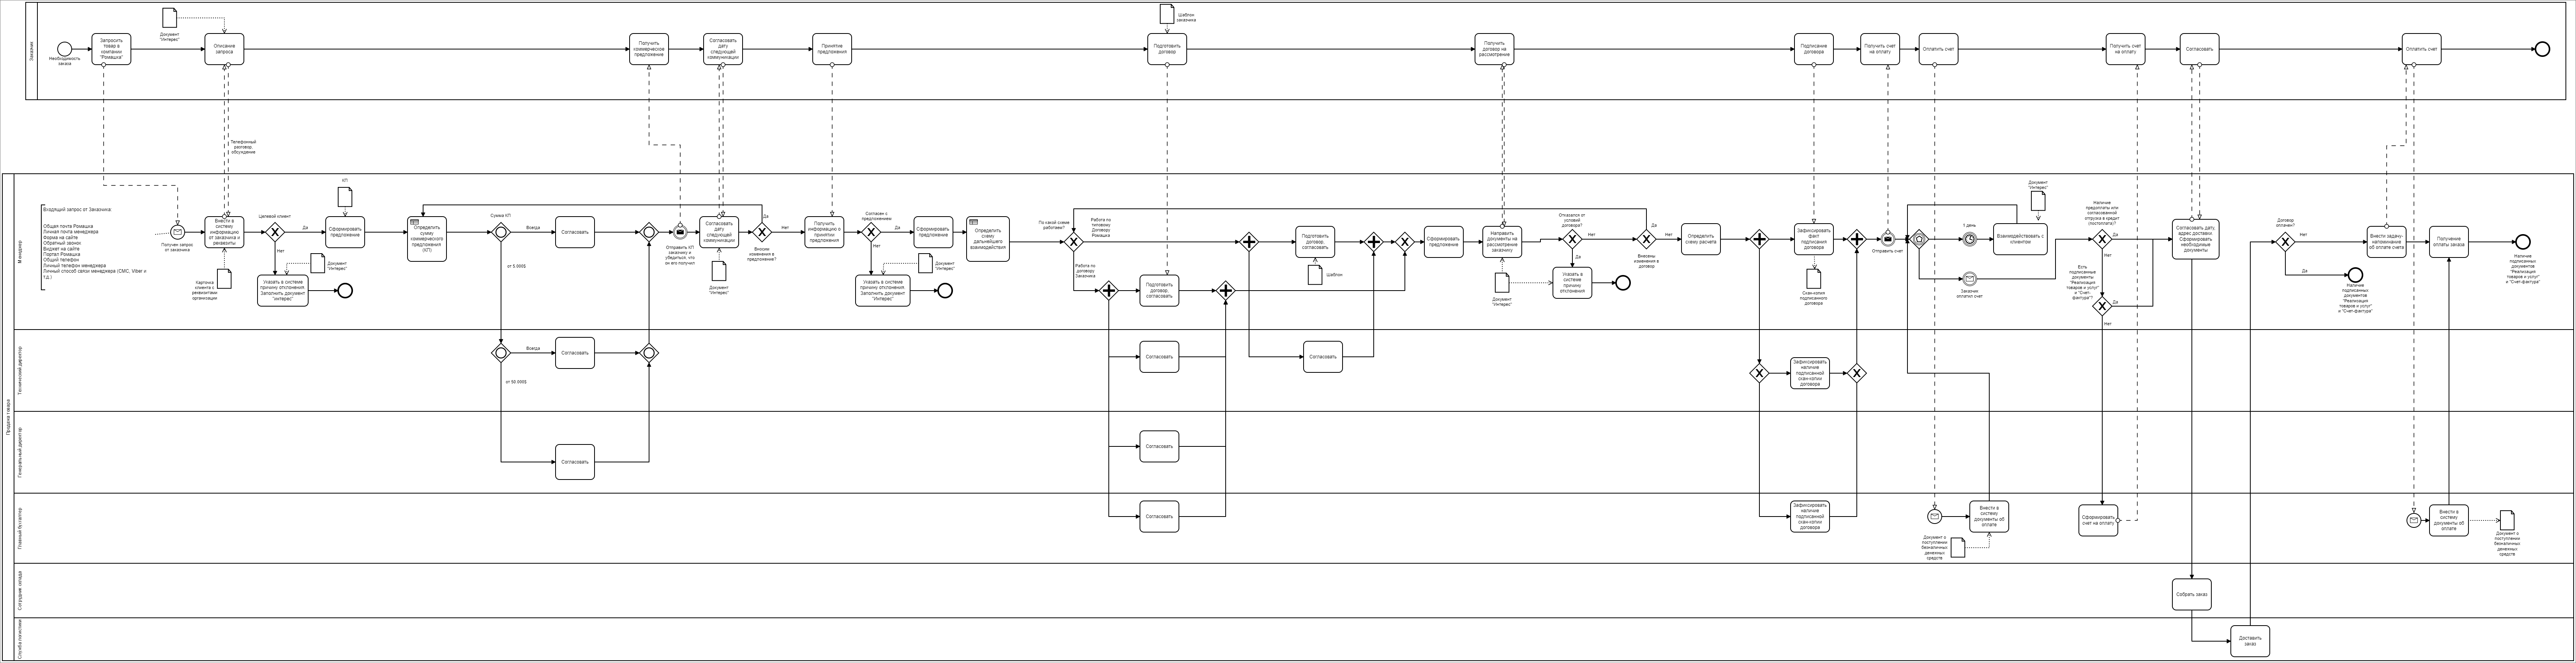 Заказчик
Необходимость
заказа
Запросить
товар в
компании
"Ромашка"
Документ
"Интерес"
Описание
запроса
Получить
коммерческое
предложение
Согласовать
дату
следующей
коммуникации
Принятие
предложения
Шаблон
заказчика
Подготовить
договор
Получить
договор на
рассмотрение
Подписание
договора
Получить счет
на оплату
Оплатить счет
Получить счет
на оплату
Согласовать
Оплатить счет
Телефонный
разговор,
обсуждение
Продажа товара
Менеджер
Входящий запрос от Заказчика:
Общая почта Ромашка
Личная почта менеджера
Форма на сайте
Обратный звонок
Виджет на сайте
Портал Ромашка
Общий телефон
Личный телефон менеджера
Личный способ связи менеджера (СМС, Viber и
т.д.)
Получен запрос
от заказчика
Внести в
систему
информацию
от заказчика и
реквизиты
Карточка
клиента с
реквизитами
организации
Целевой клиент
Да
Нет
Документ
"Интерес"
Указать в системе
причину отклонения.
Заполнить документ
"интерес"
КП
Сформировать
предложение
Определить
сумму
коммерческого
предложения
(КП)
Сумма КП
Всегда
от 5 000$
Согласовать
Отправить КП
заказчику и
убедиться, что
он его получил
Согласовать
дату
следующей
коммуникации
Документ
"Интерес"
Да
Вносим
изменения в
предложение?
Нет
Получить
информацию о
принятии
предложения
Согласен с
предложением
Да
Нет
Документ
"Интерес"
Указать в системе
причину отклонения.
Заполнить документ
"Интерес"
Сформировать
предложение
Определить
схему
дальнейшего
взаимодействия
По какой схеме
работаем?
Работа по
типовому
договору
Ромашка
Работа по
договору
Заказчика
Подготовить
договор,
согласовать
Подготовить
договор,
согласовать
Шаблон
Сформировать
предложение
Направить
документы на
рассмотрение
заказчику
Документ
"Интерес"
Отказался от
условий
договора?
Нет
Да
Указать в
системе
причину
отклонения
Да
Нет
Внесены
изменения в
договор
Определить
схему расчета
Зафиксировать
факт
подписания
договора
Скан-копия
подписанного
договора
Отправить счет
1 день
Заказчик
оплатил счет
Документ
"Интерес"
Взаимодействовать с
клиентом
Наличие
предоплаты или
согласований
отгрузка в кредит
(постоплата)?
Да
Нет
Есть
подписанные
документы
"Реализация
товаров и услуг"
и "Счет-
фактура"?
Да
Нет
Согласовать дату,
адрес доставки.
Сформировать
необходимые
документы
Договор
оплачен?
Нет
Да
Наличие
подписанных
документов
"Реализация
товаров и услуг"
и "Счет-фактура"
Внести задачу-
напоминание
об оплате счета
Получение
оплаты заказа
Наличие
подписанных
документов
"Реализация
товаров и услуг"
и "Счет-фактура"
Технический директор
Всегда
от 50 000$
Согласовать
Согласовать
Согласовать
Зафиксировать
наличие
подписанной
скан-копии
договора
Генеральный директор
Согласовать
Согласовать
Главный бухгалтер
Согласовать
Зафиксировать
наличие
подписанной
скан-копии
договора
Документ о
поступлении
безналичных
денежных
средств
Внести в
систему
документы об
оплате
Сформировать
счет на оплату
Внести в
систему
документы об
оплате
Документ о
поступлении
безналичных
денежных
средств
Сотрудник склада
Собрать заказ
Служба логистики
Доставить
заказ